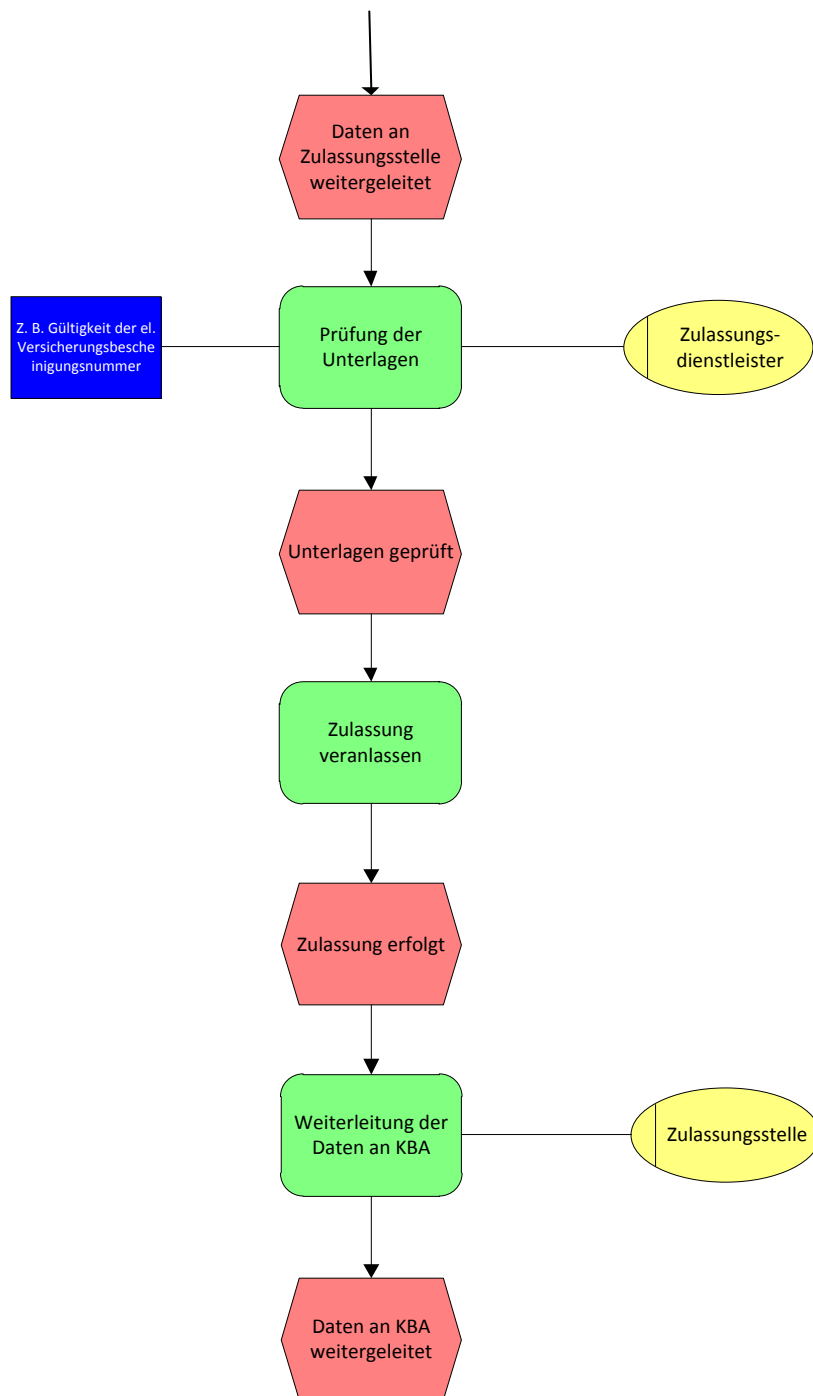 Daten an
Zulassungsstelle
weitergeleitet
Z. B. Gültigkeit der el.
Versicherungsbesche
inigungsnummer
Prüfung der
Unterlagen
Zulassungs-
dienstleister
Unterlagen geprüft
Zulassung
veranlassen
Zulassung erfolgt
Weiterleitung der
Daten an KBA
Zulassungsstelle
Daten an KBA
weitergeleitet